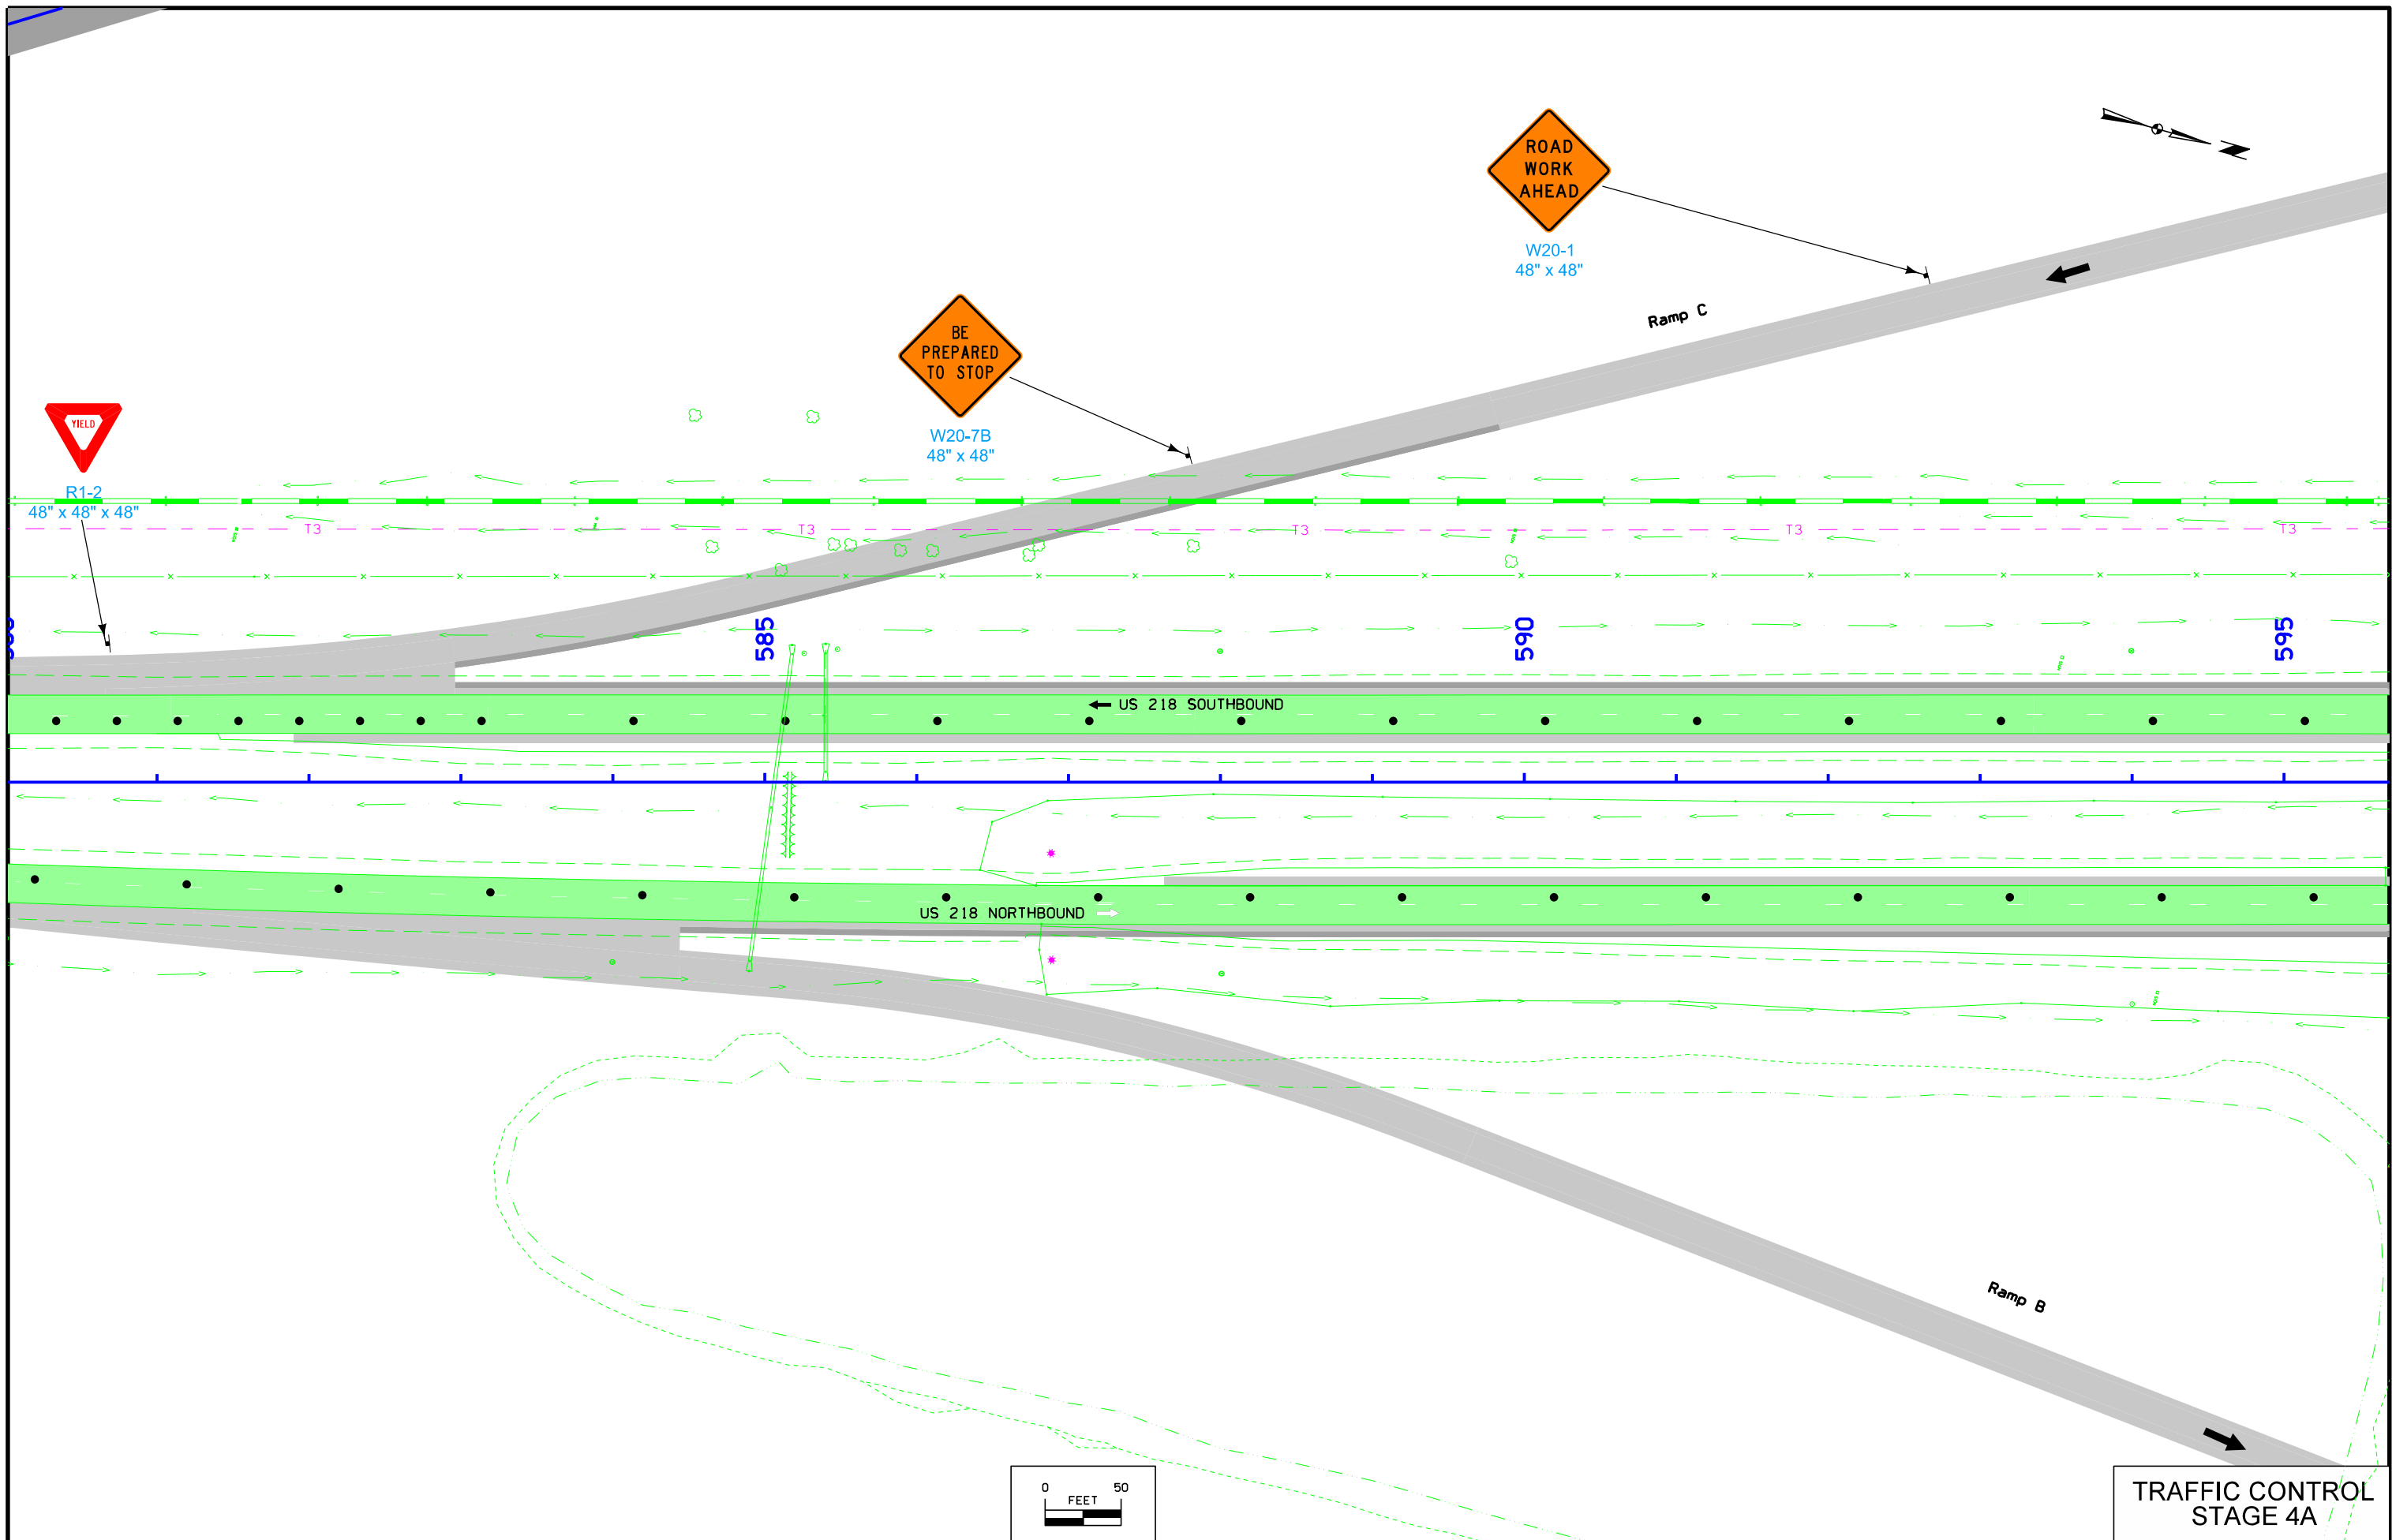 ROAD
WORK
AHEAD
W20-1
48" x 48"
Ramp C
BE
PREPARED
TO STOP
W20-7B
48" x 48"
YIELD
R1-2
48" x 48" x 48"
T3
T3
T3
T3
T3
585
590
595
US 218 SOUTHBOUND
US 218 NORTHBOUND
Ramp B
0 50
FEET
TRAFFIC CONTROL
STAGE 4A